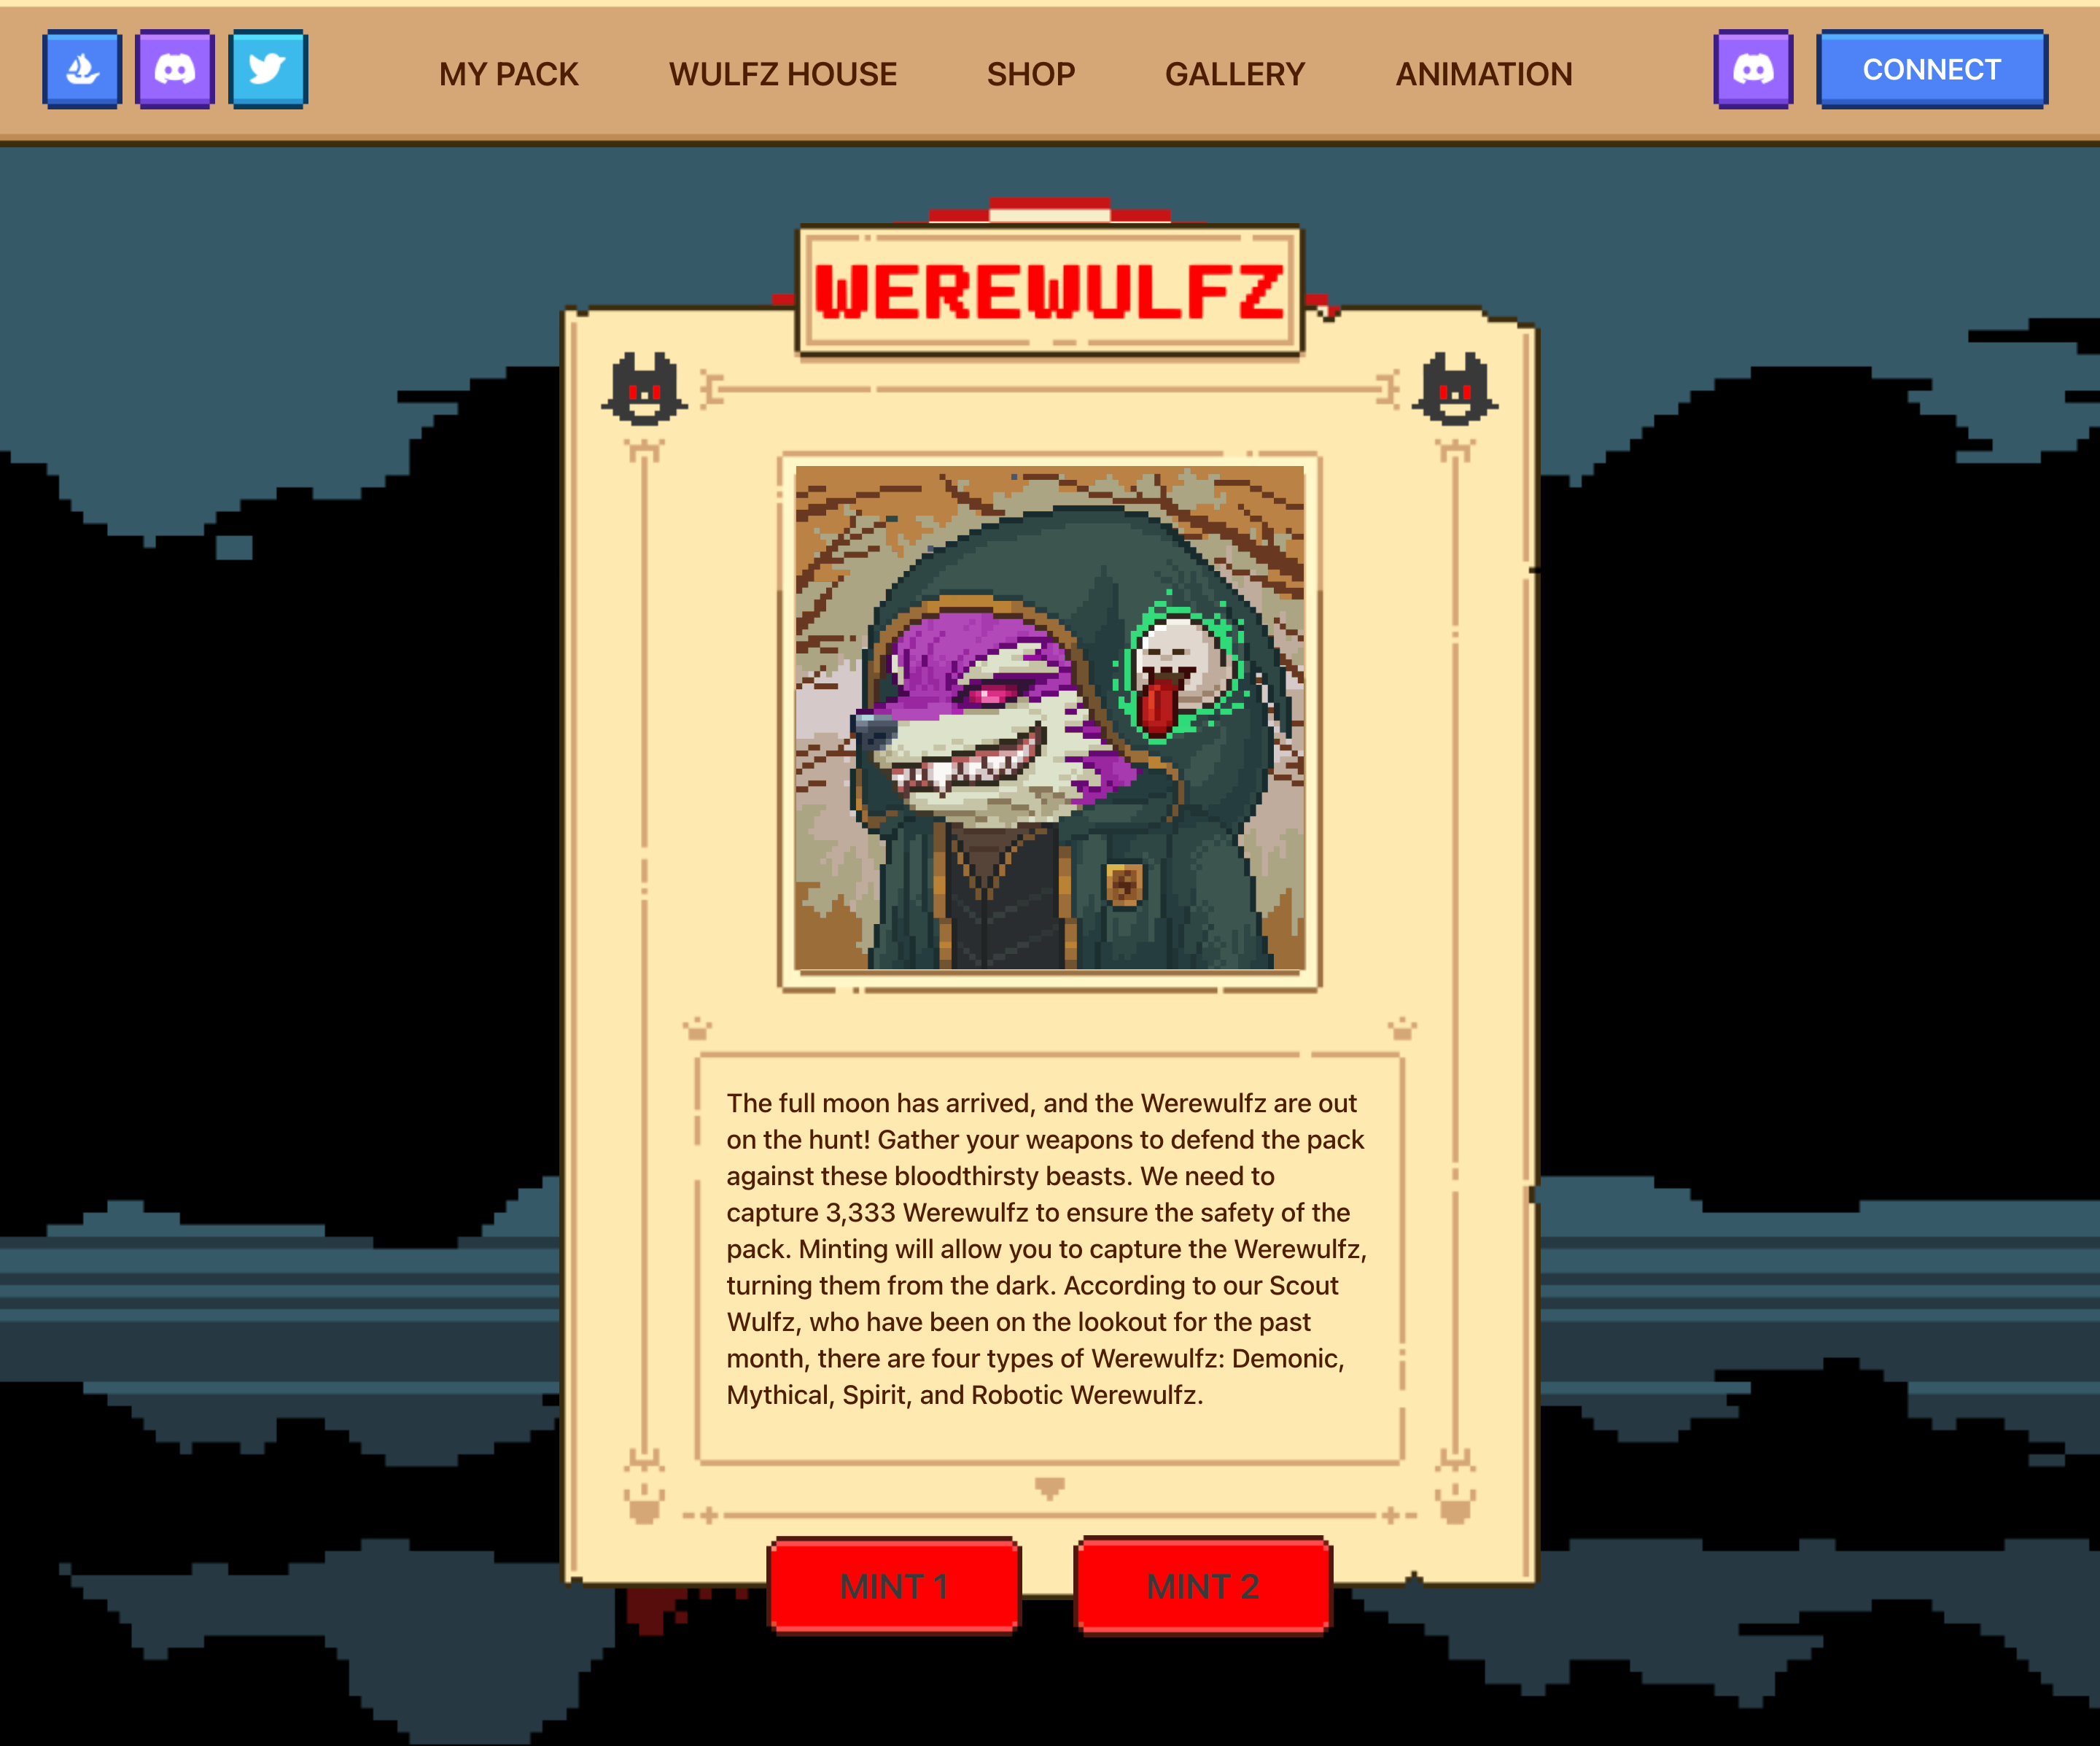 MY PACK
WULFZ HOUSE
SHOP
GALLERY
ANIMATION
CONNECT
WEREWULFZ
The full moon has arrived, and the Werewulfz are out
on the hunt! Gather your weapons to defend the pack
against these bloodthirsty beasts. We need to
capture 3,333 Werewulfz to ensure the safety of the
pack. Minting will allow you to capture the Werewulfz,
turning them from the dark. According to our Scout
Wulfz, who have been on the lookout for the past
month, there are four types of Werewulfz: Demonic,
Mythical, Spirit, and Robotic Werewulfz.
MINT 1
MINT 2